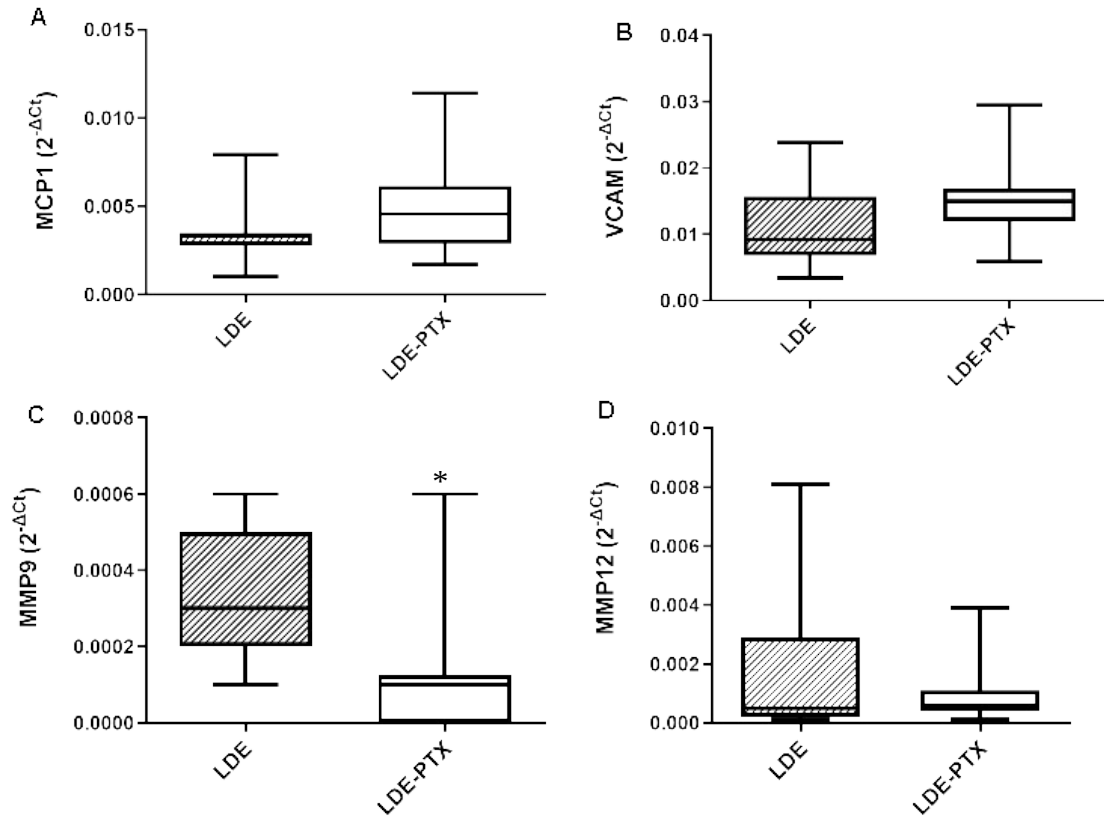 A
MCP1 (2^-ΔCt)
0.015
0.010
0.005
0.000
LDE
LDE-PTX
B
VCAM (2^-ΔCt)
0.04
0.03
0.02
0.01
0.00
LDE
LDE-PTX
C
MMP9 (2^-ΔCt)
0.0008
0.0006
0.0004
0.0002
0.0000
*
LDE
LDE-PTX
D
MMP12 (2^-ΔCt)
0.010
0.008
0.006
0.004
0.002
0.000
LDE
LDE-PTX